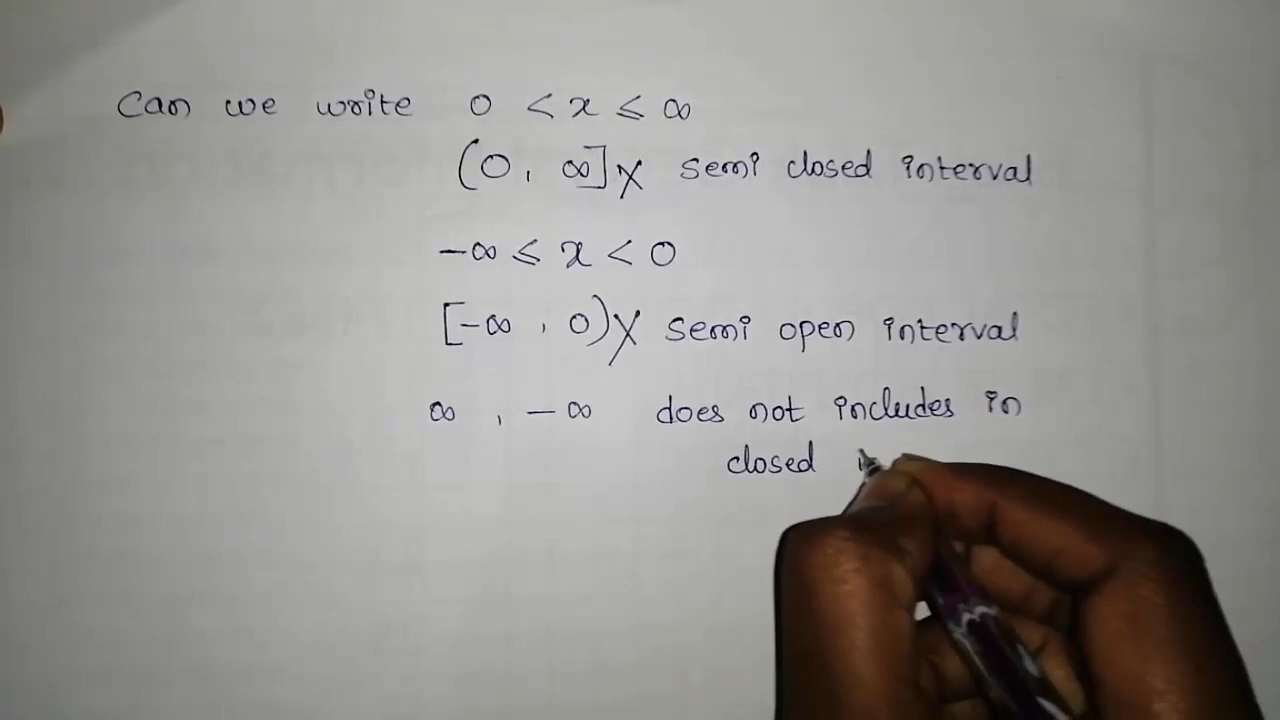 Can we write 0 < x ≤ ∞
(0, ∞] X semi closed interval
-∞ ≤ x < 0
[-∞, 0) X semi open interval
∞, -∞ does not includes in
closed